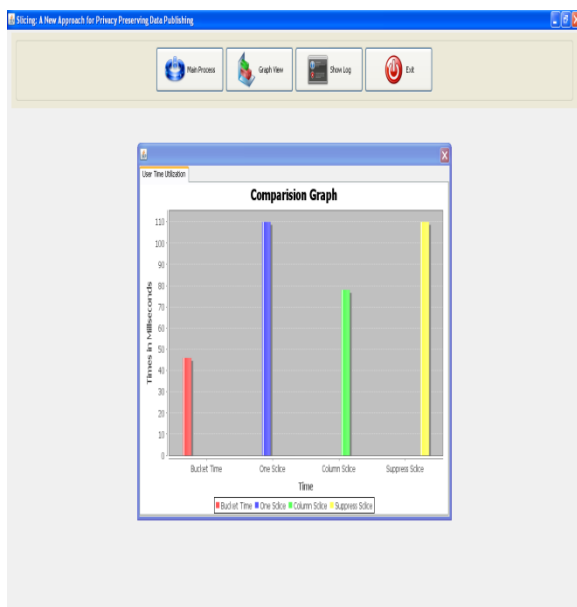 Slicing: A New Approach for Privacy Preserving Data Publishing
Main Process Graph View Show Log Exit
User Time Utilization
Comparision Graph
Times in Milliseconds
110
100
90
80
70
60
50
40
30
20
10
0
Bucket Time One Sclice Column Sclice Suppress Sclice
Time
Bucket Time One Sclice Column Sclice Suppress Sclice